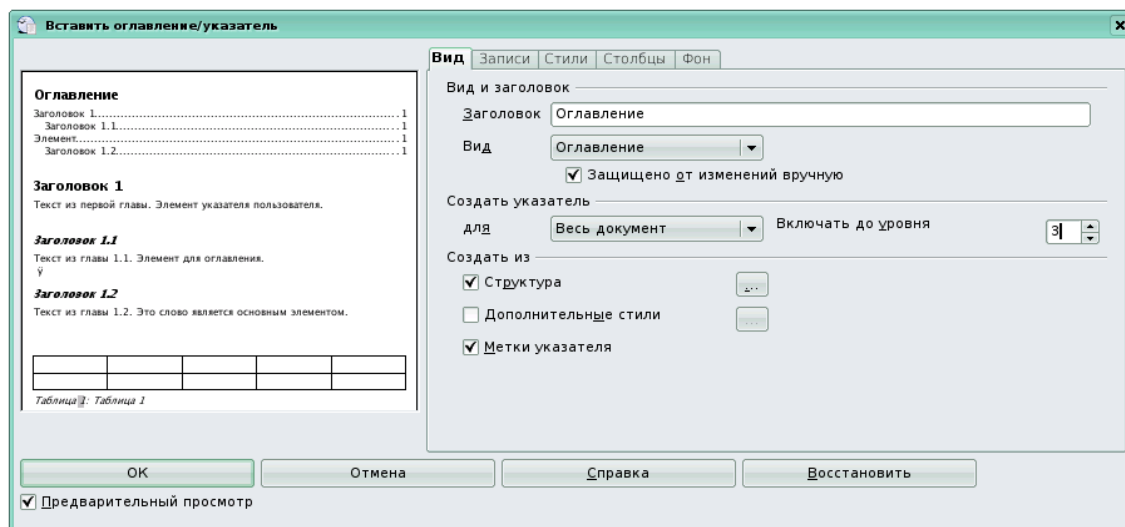 Вставить оглавление/указатель
Оглавление
Заголовок 1......1
Заголовок 1.1......1
Элемент......1
Заголовок 1.2......1
Заголовок 1
Текст из первой главы. Элемент указателя пользователя.
Заголовок 1.1
Текст из главы 1.1. Элемент для оглавления.
ÿ
Заголовок 1.2
Текст из главы 1.2. Это слово является основным элементом.
Таблица 1: Таблица 1
Вид Записи Стили Столбцы Фон
Вид и заголовок
Заголовок Оглавление
Вид Оглавление
Защищено от изменений вручную
Создать указатель
для Весь документ Включать до уровня 3
Создать из
Структура ...
Дополнительные стили ...
Метки указателя
OK Отмена Справка Восстановить
Предварительный просмотр